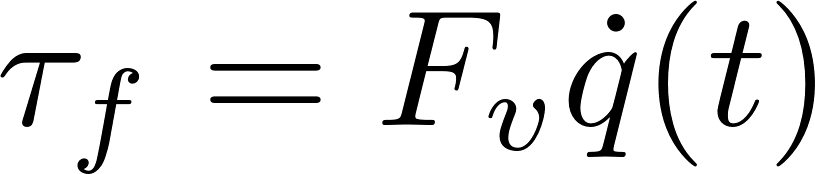 τ_f = F_v q̇(t)